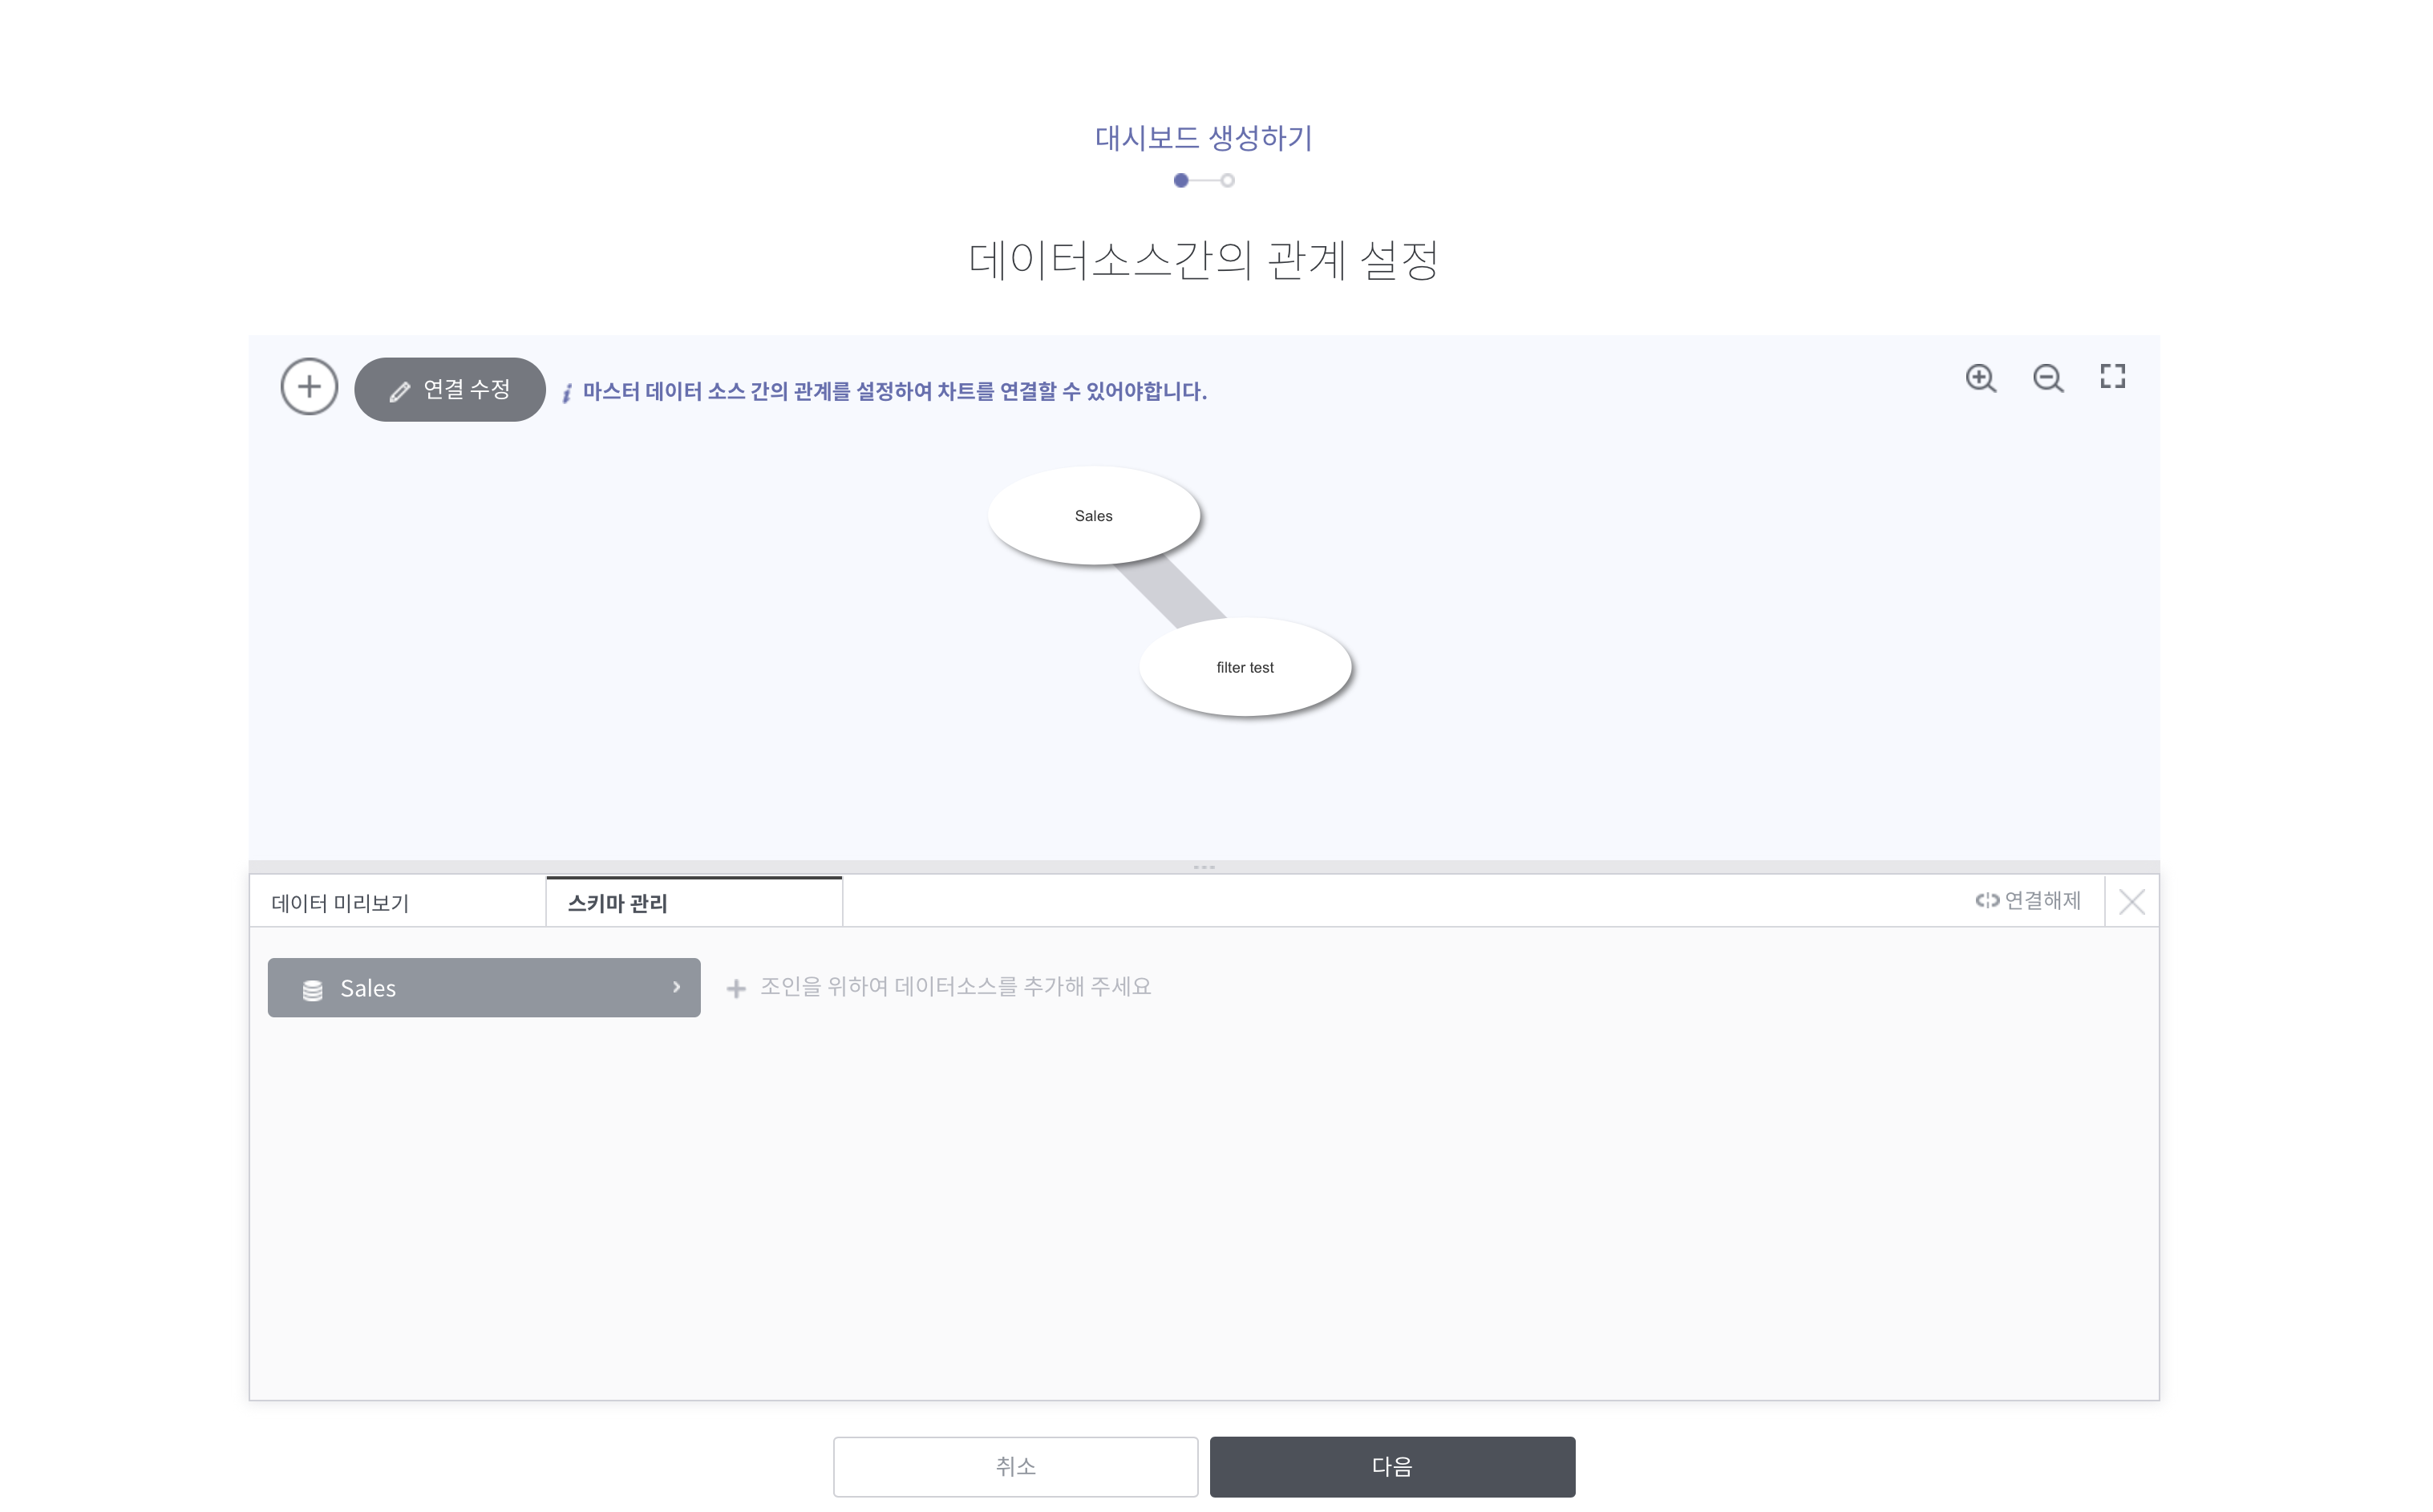 대시보드 생성하기
데이터소스간의 관계 설정
연결 수정
마스터 데이터 소스 간의 관계를 설정하여 차트를 연결할 수 있어야합니다.
Sales
filter test
데이터 미리보기
스키마 관리
연결해제
Sales
조인을 위하여 데이터소스를 추가해 주세요
취소
다음